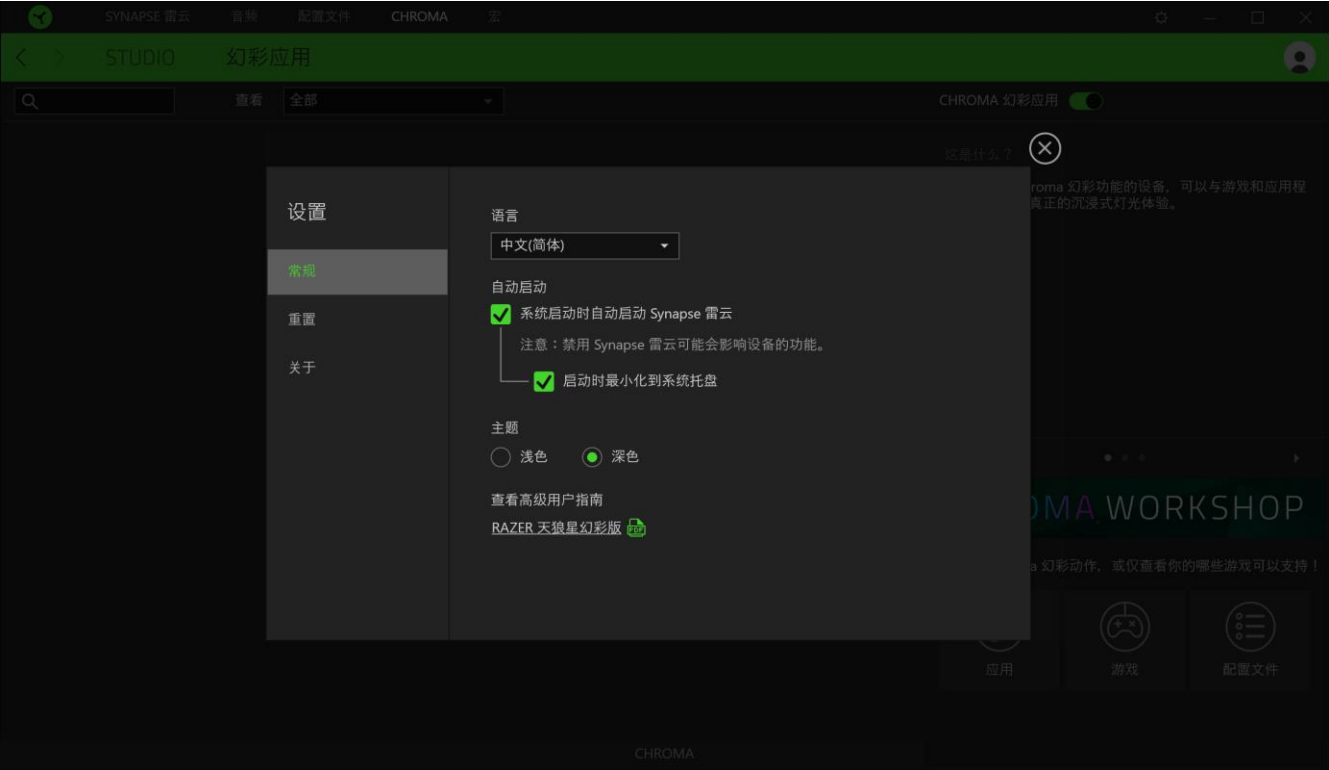 SYNAPSE 雷云
音频
配置文件
CHROMA
宏
STUDIO
幻彩应用
查看
全部
CHROMA 幻彩应用
这是什么？
roma 幻彩功能的设备，可以与游戏和应用程
真正的沉浸式灯光体验。
设置
常规
重置
关于
语言
中文(简体)
自动启动
系统启动时自动启动 Synapse 雷云
注意：禁用 Synapse 雷云可能会影响设备的功能。
启动时最小化到系统托盘
主题
浅色
深色
查看高级用户指南
RAZER 天狼星幻彩版
PDF
OMA WORKSHOP
a 幻彩动作，或仅查看你的哪些游戏可以支持！
应用
游戏
配置文件
CHROMA